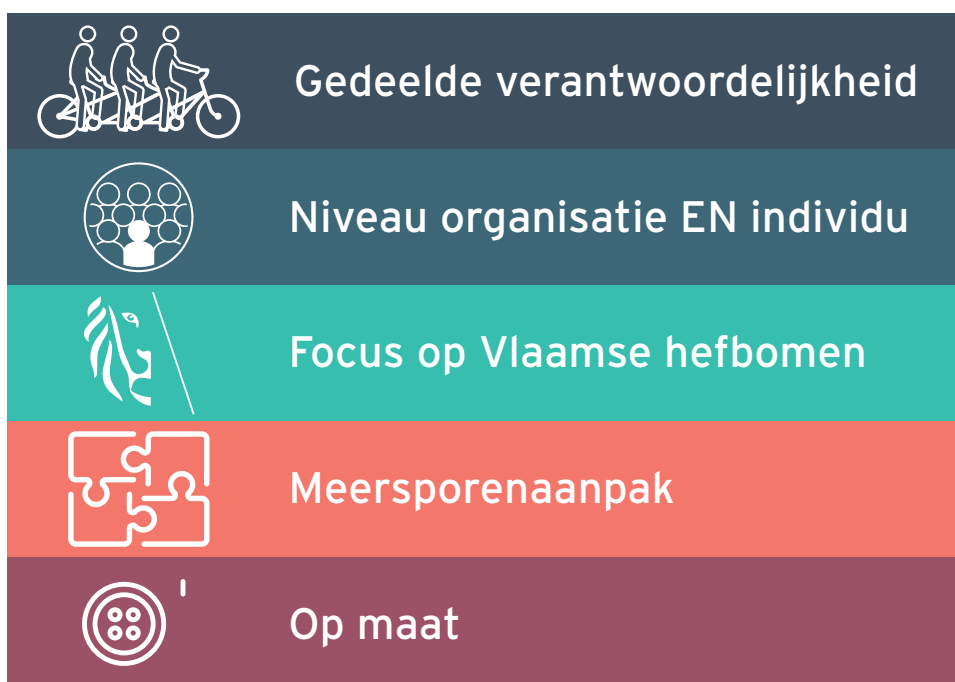 Gedeelde verantwoordelijkheid
Niveau organisatie EN individu
Focus op Vlaamse hefbomen
Meersporenaanpak
Op maat